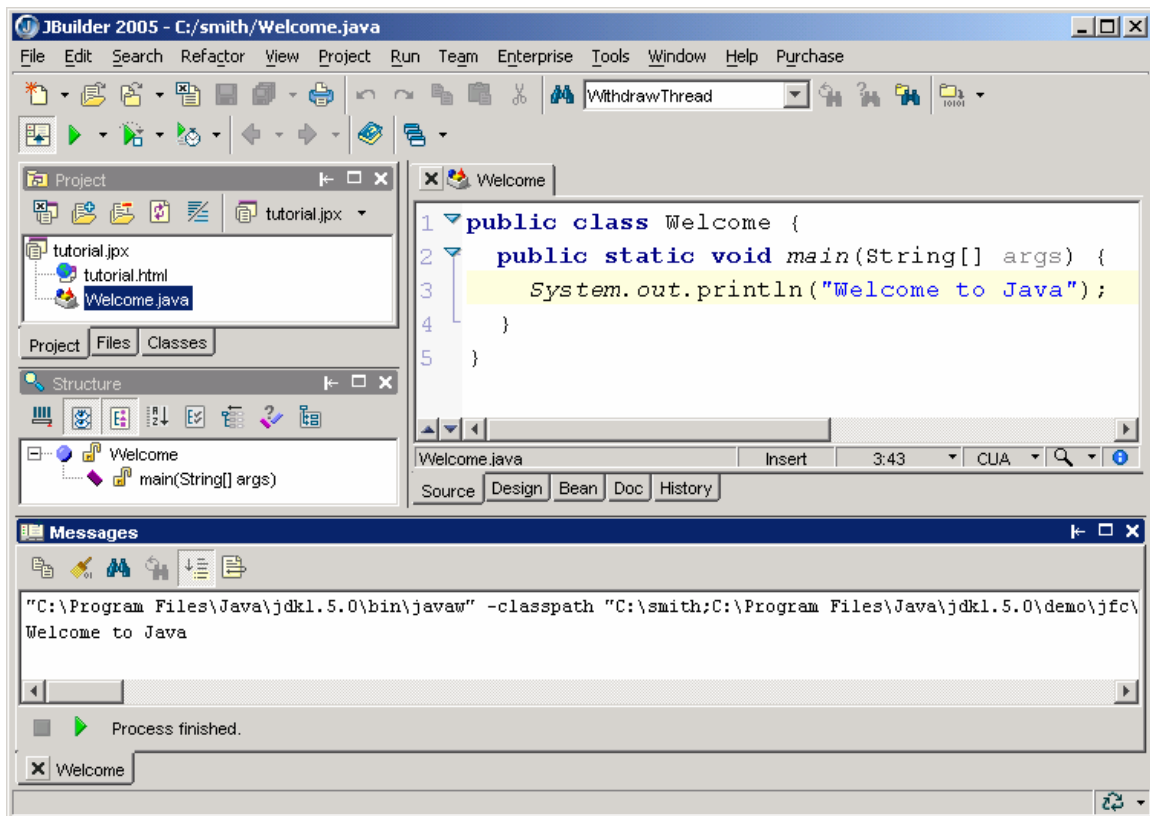 JBuilder 2005 - C:/smith/Welcome.java
File Edit Search Refactor View Project Run Team Enterprise Tools Window Help Purchase
WithdrawThread
Project
tutorial.jpx
tutorial.jpx
tutorial.html
Welcome.java
Project Files Classes
Structure
Welcome
main(String[] args)
Welcome
1 public class Welcome {
2 public static void main(String[] args) {
3 System.out.println("Welcome to Java");
4 }
5 }
Welcome.java Insert 3:43 CUA
Source Design Bean Doc History
Messages
"C:\Program Files\Java\jdk1.5.0\bin\javaw" -classpath "C:\smith;C:\Program Files\Java\jdk1.5.0\demo\jfc\
Welcome to Java
Process finished.
Welcome